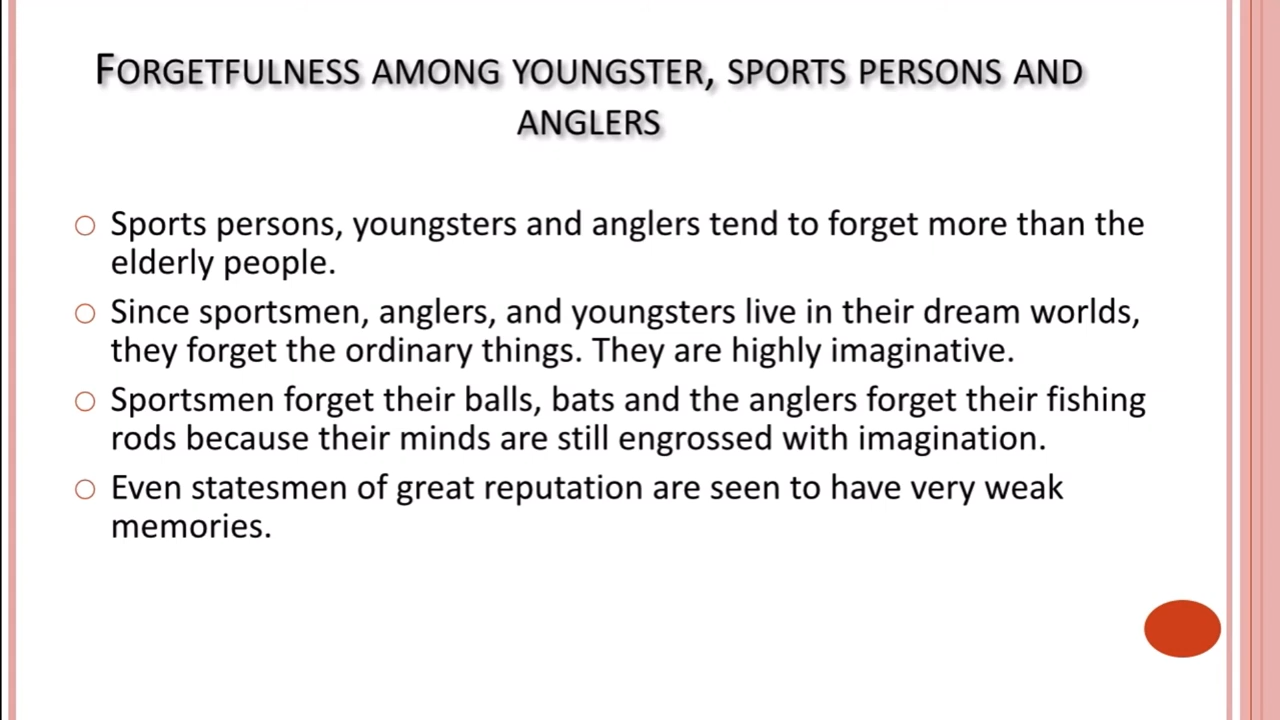 FORGETFULNESS AMONG YOUNGSTER, SPORTS PERSONS AND
ANGLERS
Sports persons, youngsters and anglers tend to forget more than the
elderly people.
Since sportsmen, anglers, and youngsters live in their dream worlds,
they forget the ordinary things. They are highly imaginative.
Sportsmen forget their balls, bats and the anglers forget their fishing
rods because their minds are still engrossed with imagination.
Even statesmen of great reputation are seen to have very weak
memories.